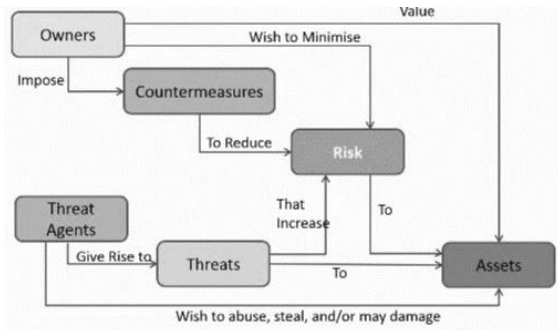 Value
Owners
Wish to Minimise
Impose
Countermeasures
To Reduce
Risk
That
Increase
To
Threat
Agents
Give Rise to
Threats
To
Assets
Wish to abuse, steal, and/or may damage